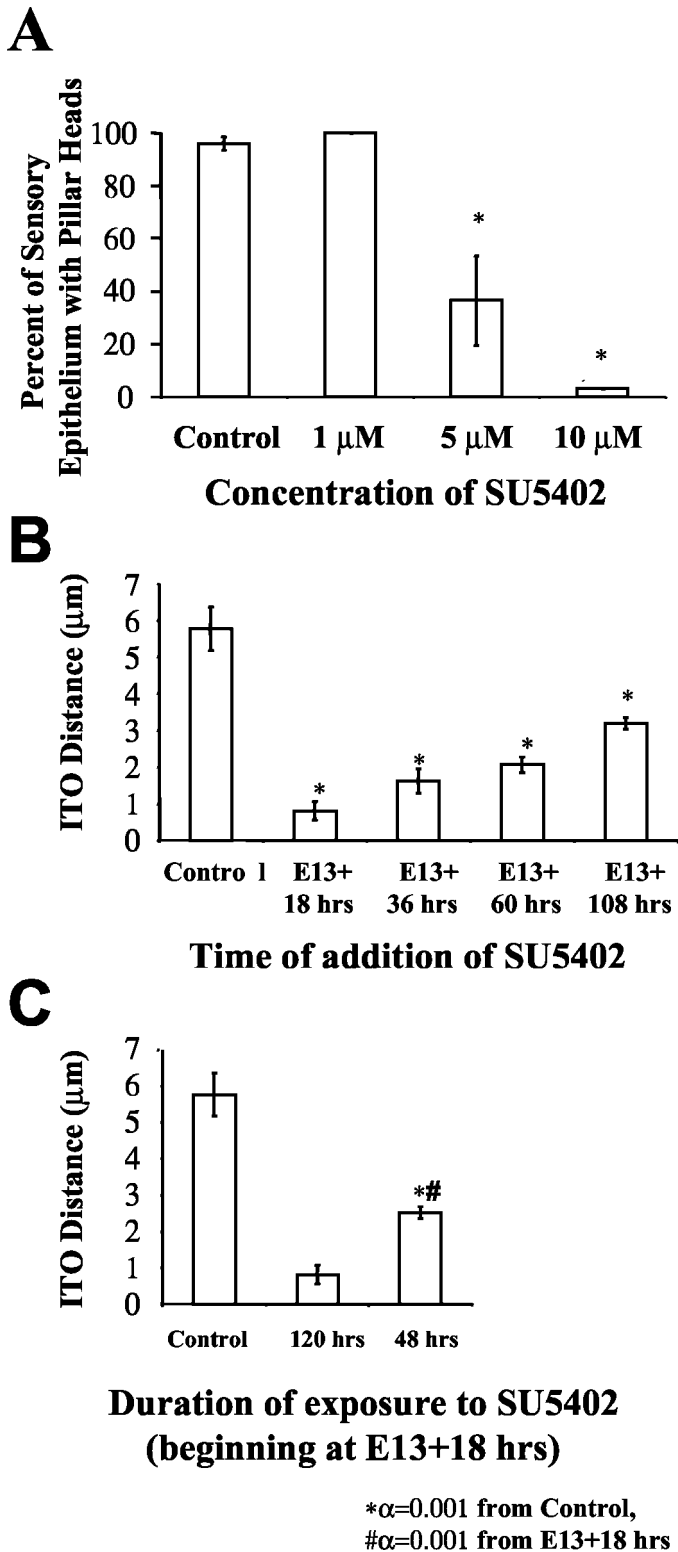 A
Percent of Sensory
Epithelium with Pillar Heads
100
80
60
40
20
0
*
*
Control 1 μM 5 μM 10 μM
Concentration of SU5402
B
ITO Distance (μm)
7
6
5
4
3
2
1
0
*
*
*
*
Contro l E13+ E13+ E13+ E13+
18 hrs 36 hrs 60 hrs 108 hrs
Time of addition of SU5402
C
ITO Distance (μm)
7
6
5
4
3
2
1
0
*#
Control 120 hrs 48 hrs
Duration of exposure to SU5402
(beginning at E13+18 hrs)
*α=0.001 from Control,
#α=0.001 from E13+18 hrs